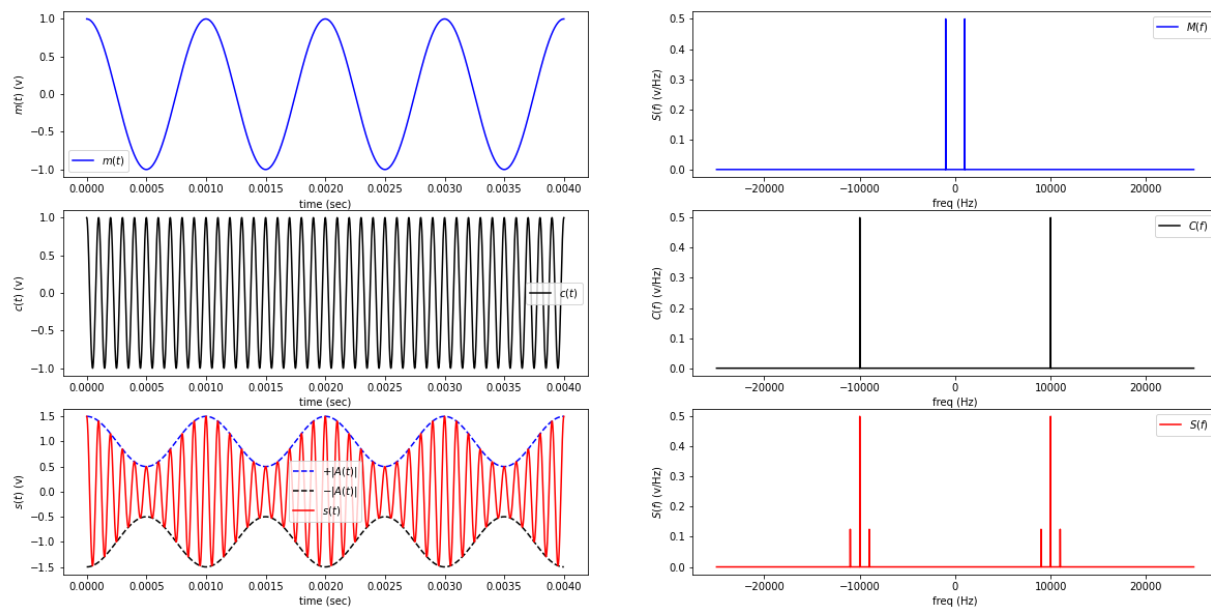 m(t) (v)
1.0
0.5
0.0
−0.5
−1.0
m(t)
0.0000 0.0005 0.0010 0.0015 0.0020 0.0025 0.0030 0.0035 0.0040
time (sec)
S(f) (v/Hz)
0.5
0.4
0.3
0.2
0.1
0.0
M(f)
−20000 −10000 0 10000 20000
freq (Hz)
c(t) (v)
1.0
0.5
0.0
−0.5
−1.0
c(t)
0.0000 0.0005 0.0010 0.0015 0.0020 0.0025 0.0030 0.0035 0.0040
time (sec)
C(f) (v/Hz)
0.5
0.4
0.3
0.2
0.1
0.0
C(f)
−20000 −10000 0 10000 20000
freq (Hz)
s(t) (v)
1.5
1.0
0.5
0.0
−0.5
−1.0
−1.5
+|A(t)|
−|A(t)|
s(t)
0.0000 0.0005 0.0010 0.0015 0.0020 0.0025 0.0030 0.0035 0.0040
time (sec)
S(f) (v/Hz)
0.5
0.4
0.3
0.2
0.1
0.0
S(f)
−20000 −10000 0 10000 20000
freq (Hz)